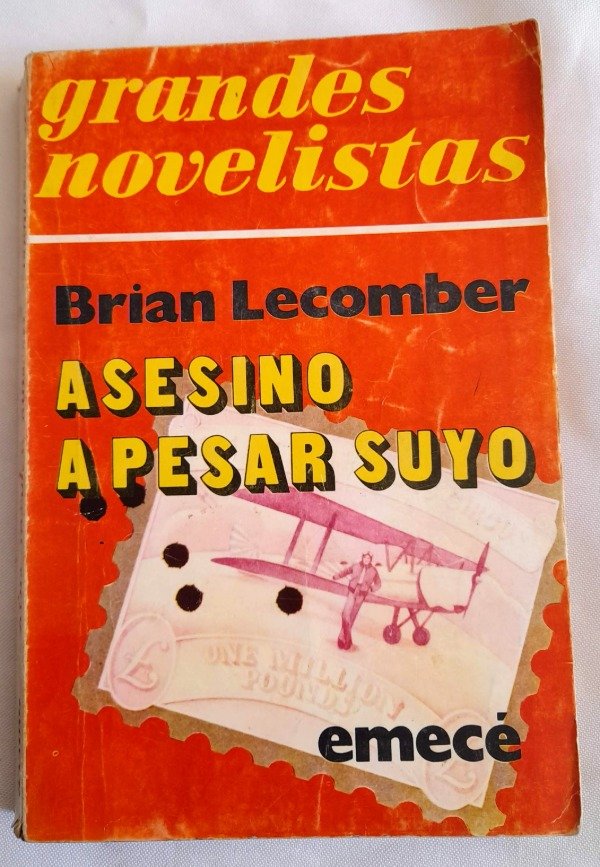 grandes
novelistas
Brian Lecomber
ASESINO
A PESAR SUYO
£
ONE MILLION
POUNDS
emecé
£